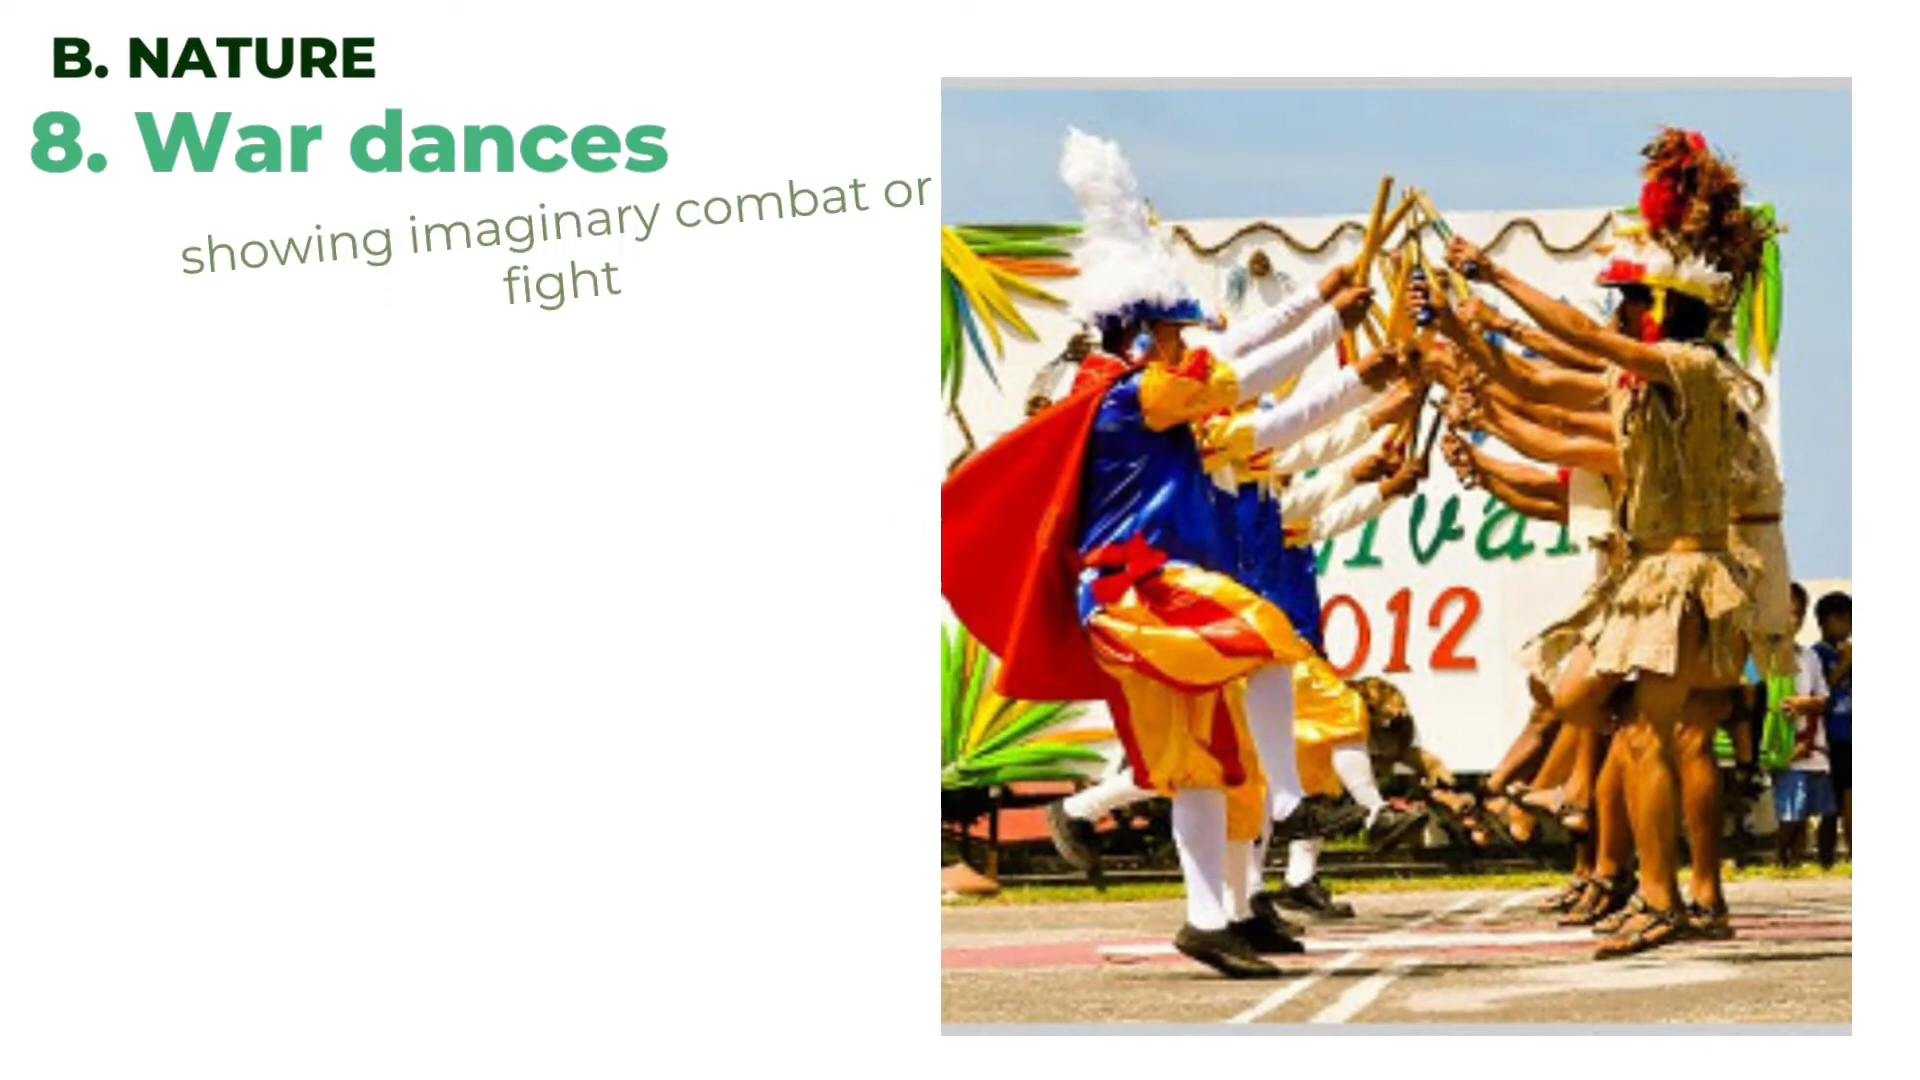 B. NATURE
8. War dances
showing imaginary combat or
fight
012